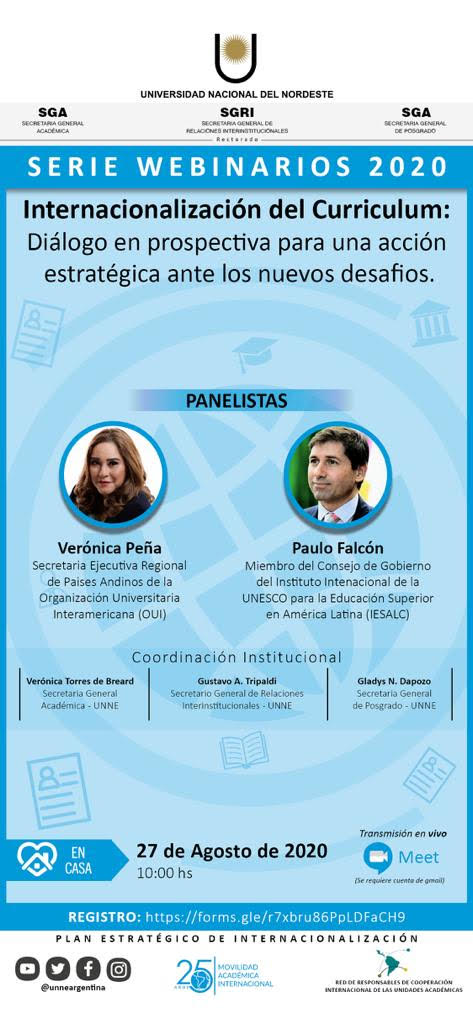 UNIVERSIDAD NACIONAL DEL NORDESTE
SGA
SECRETARIA GENERAL
ACADÉMICA
SGRI
SECRETARIA GENERAL DE
RELACIONES INTERINSTITUCIONALES
Rectorado
SGA
SECRETARIA GENERAL
DE POSGRADO
SERIE WEBINARIOS 2020
Internacionalización del Curriculum:
Diálogo en prospectiva para una acción
estratégica ante los nuevos desafios.
PANELISTAS
Verónica Peña
Secretaria Ejecutiva Regional
de Paises Andinos de la
Organización Universitaria
Interamericana (OUI)
Paulo Falcón
Miembro del Consejo de Gobierno
del Instituto Intenacional de la
UNESCO para la Educación Superior
en América Latina (IESALC)
Coordinación Institucional
Verónica Torres de Breard
Secretaria General
Académica - UNNE
Gustavo A. Tripaldi
Secretario General de Relaciones
Interinstitucionales - UNNE
Gladys N. Dapozo
Secretaria General
de Posgrado - UNNE
EN
CASA
27 de Agosto de 2020
10:00 hs
Transmisión en vivo
Meet
(Se requiere cuenta de gmail)
REGISTRO: https://forms.gle/r7xbru86PpLDFaCH9
PLAN ESTRATÉGICO DE INTERNACIONALIZACIÓN
@unneargentina
25
AÑOS
MOVILIDAD
ACADÉMICA
INTERNACIONAL
RED DE RESPONSABLES DE COOPERACIÓN
INTERNACIONAL DE LAS UNIDADES ACADÉMICAS